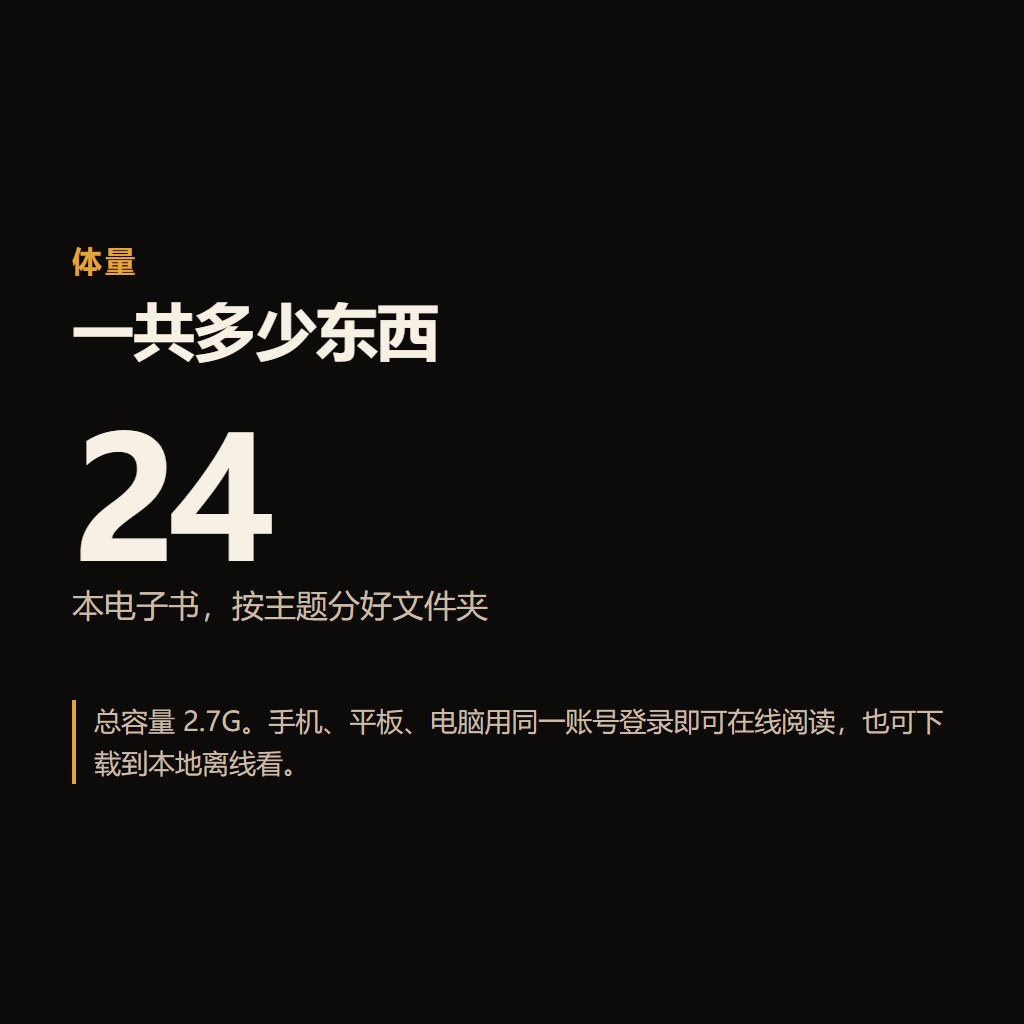 体量
一共多少东西
24
本电子书，按主题分好文件夹
总容量 2.7G。手机、平板、电脑用同一账号登录即可在线阅读，也可下
载到本地离线看。